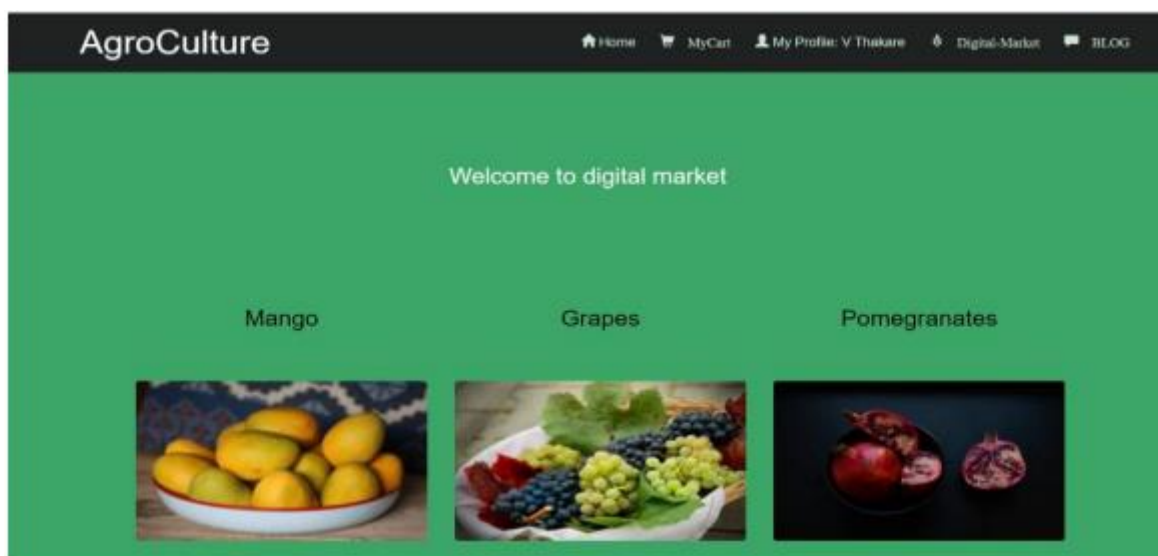 AgroCulture
Home MyCart My Profile: V Thakare Digital-Market BLOG
Welcome to digital market
Mango Grapes Pomegranates